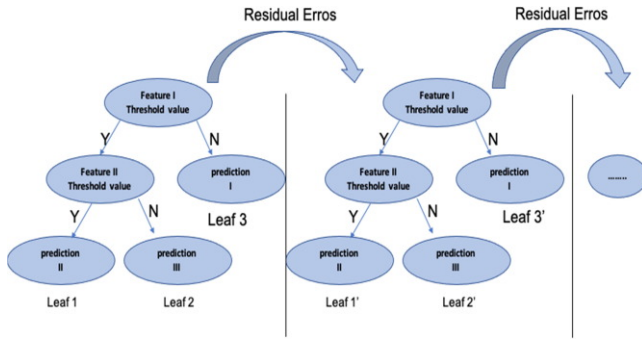 Residual Erros
Residual Erros
Feature I
Threshold value
Y
N
Feature II
Threshold value
prediction
I
Leaf 3
Y
N
prediction
II
prediction
III
Leaf 1
Leaf 2
Feature I
Threshold value
Y
N
Feature II
Threshold value
prediction
I
Leaf 3'
Y
N
prediction
II
prediction
III
Leaf 1'
Leaf 2'
........